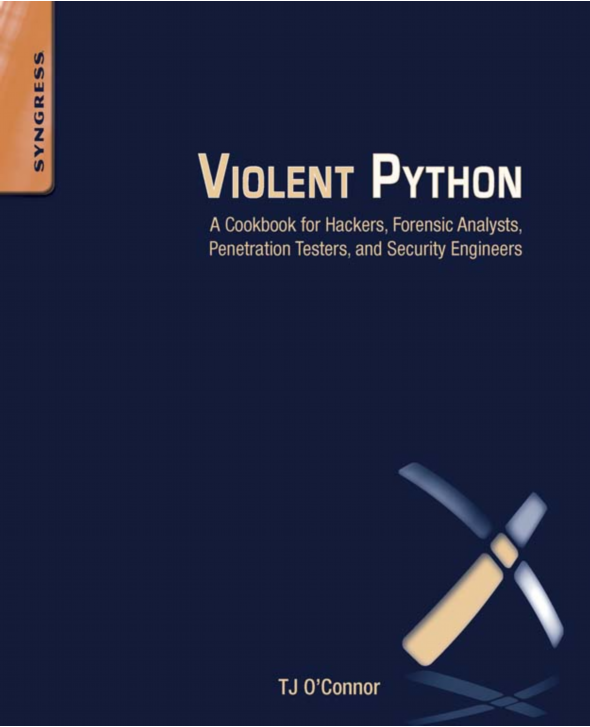 SYNGRESS
VIOLENT PYTHON
A Cookbook for Hackers, Forensic Analysts,
Penetration Testers, and Security Engineers
TJ O'Connor